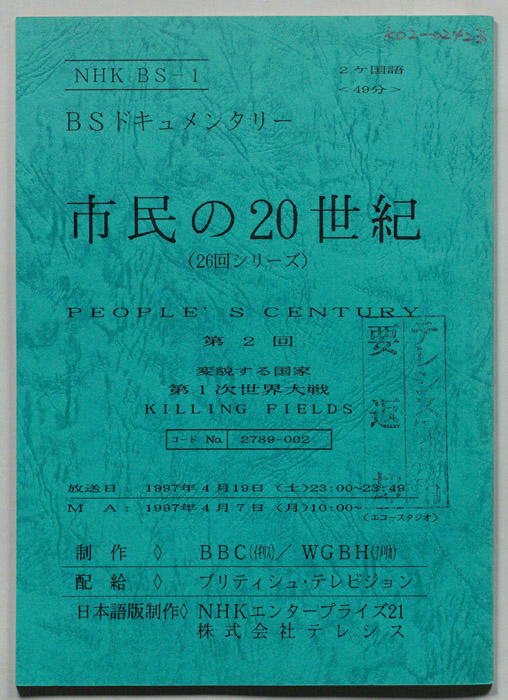 K02-02423
NHK BS-1
2ヶ国語
<49分>
BSドキュメンタリー
市民の20世紀
(26回シリーズ)
PEOPLE'S CENTURY
第2回
変貌する国家
第1次世界大戦
KILLING FIELDS
コード No. 2789-002
要返却
放送日: 1997年4月19日(土)23:00~23:49
MA: 1997年4月7日(月)10:00~
(エコースタジオ)
制作◊ BBC(イギリス)/WGBH(アメリカ)
配給◊ ブリティシュ・テレビジョン
日本語版制作◊ NHKエンタープライズ21
株式会社テレシス